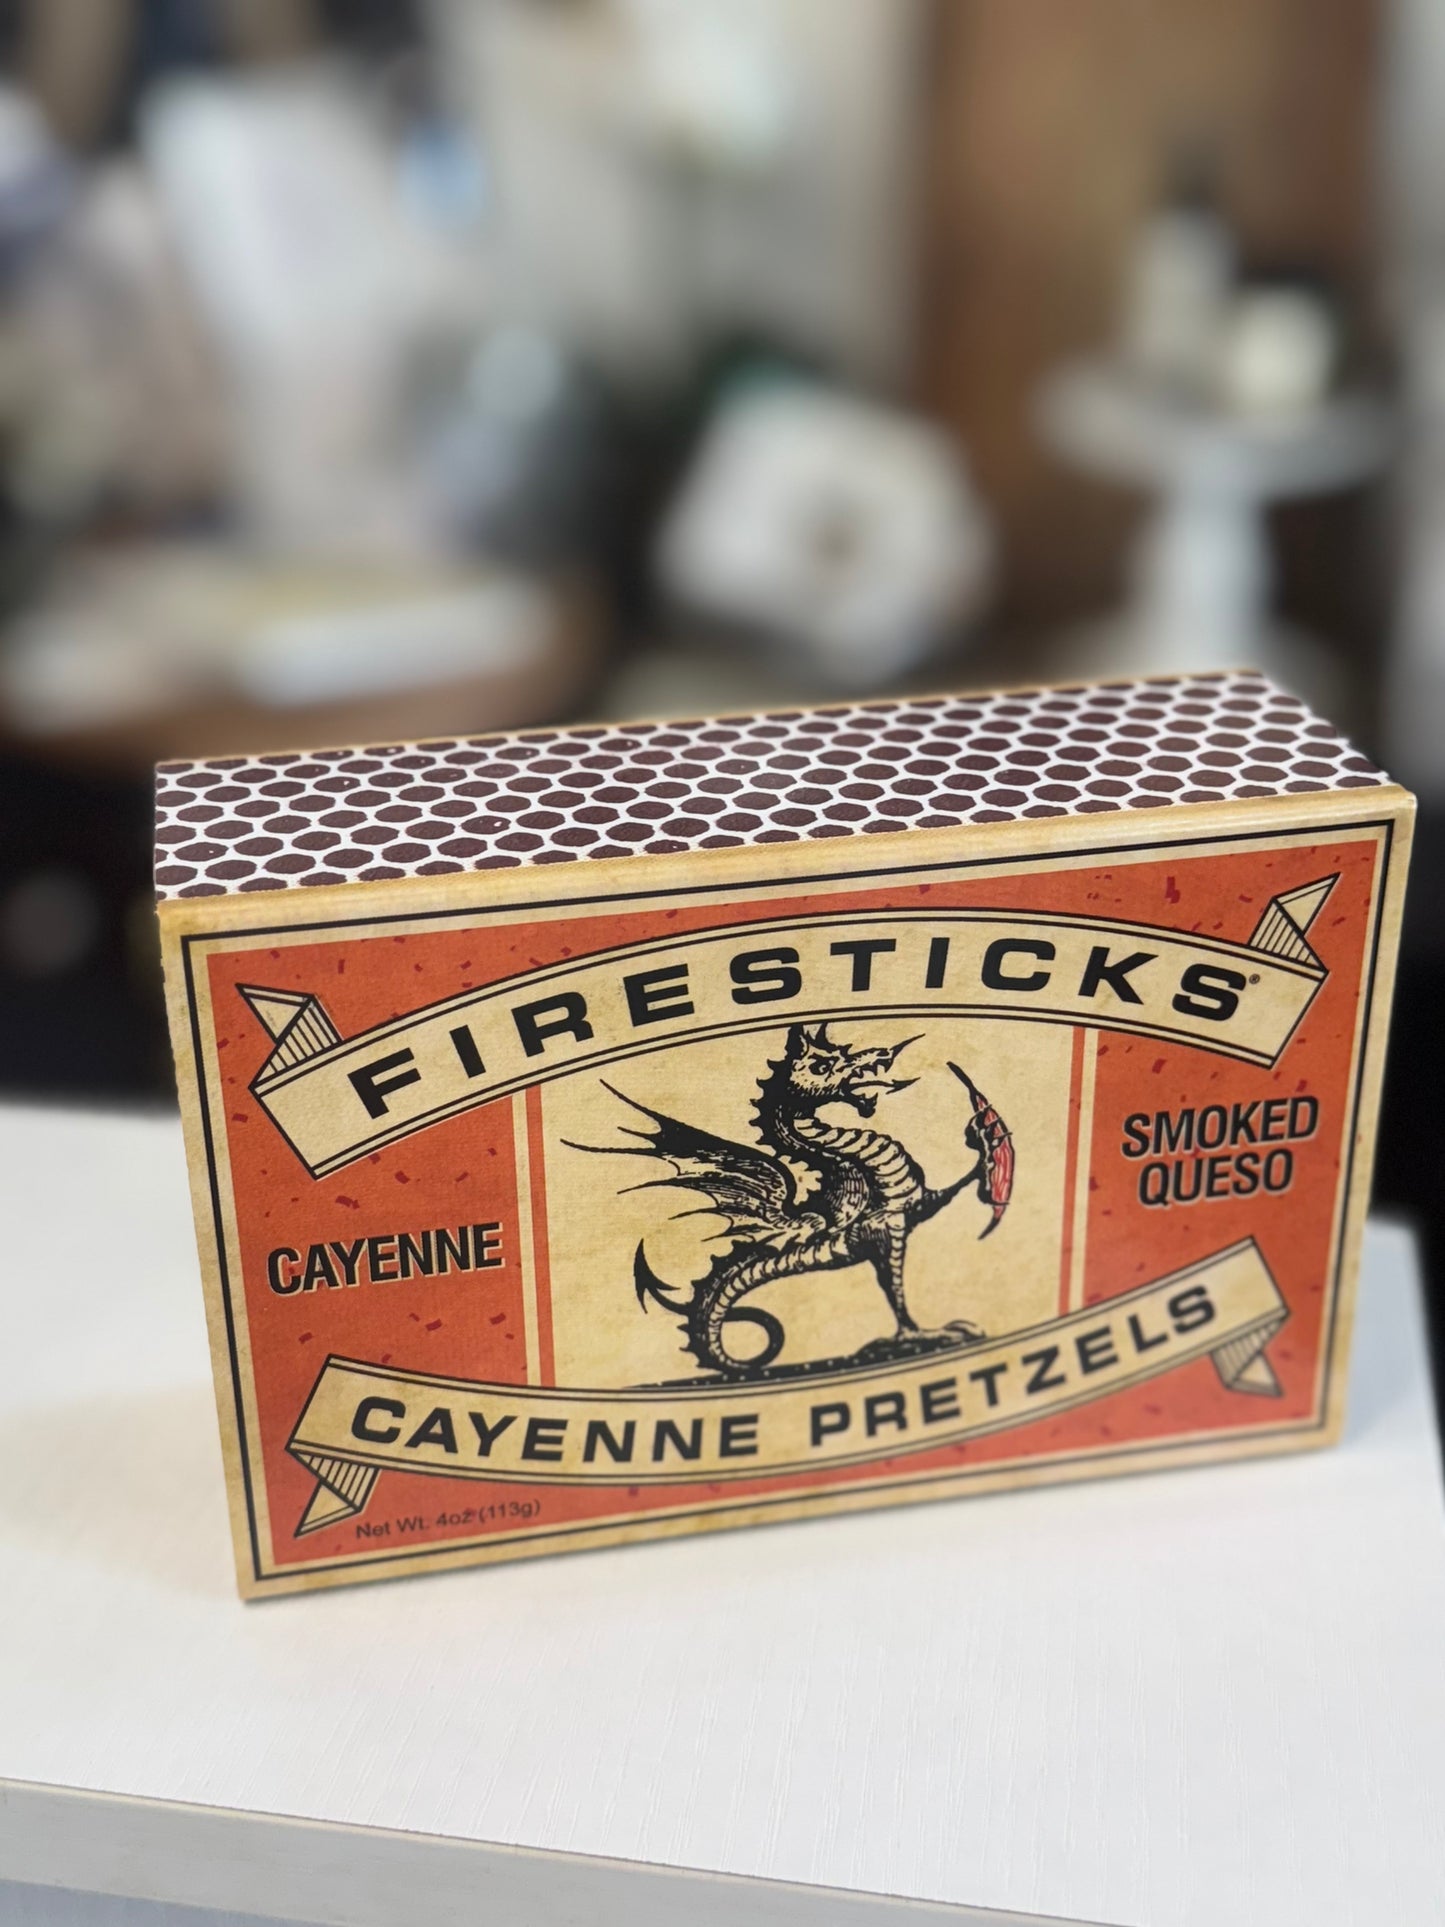 FIRESTICKS®
SMOKED
QUESO
CAYENNE
CAYENNE PRETZELS
Net Wt. 4oz (113g)